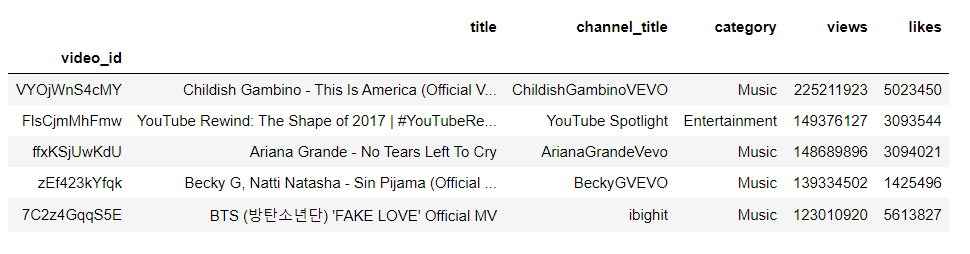 title channel_title category views likes
video_id
VYOjWnS4cMY Childish Gambino - This Is America (Official V... ChildishGambinoVEVO Music 225211923 5023450
FlsCjmMhFmw YouTube Rewind: The Shape of 2017 | #YouTubeRe... YouTube Spotlight Entertainment 149376127 3093544
ffxKSjUwKdU Ariana Grande - No Tears Left To Cry ArianaGrandeVevo Music 148689896 3094021
zEf423kYfqk Becky G, Natti Natasha - Sin Pijama (Official ... BeckyGVEVO Music 139334502 1425496
7C2z4GqqS5E BTS (방탄소년단) 'FAKE LOVE' Official MV ibighit Music 123010920 5613827